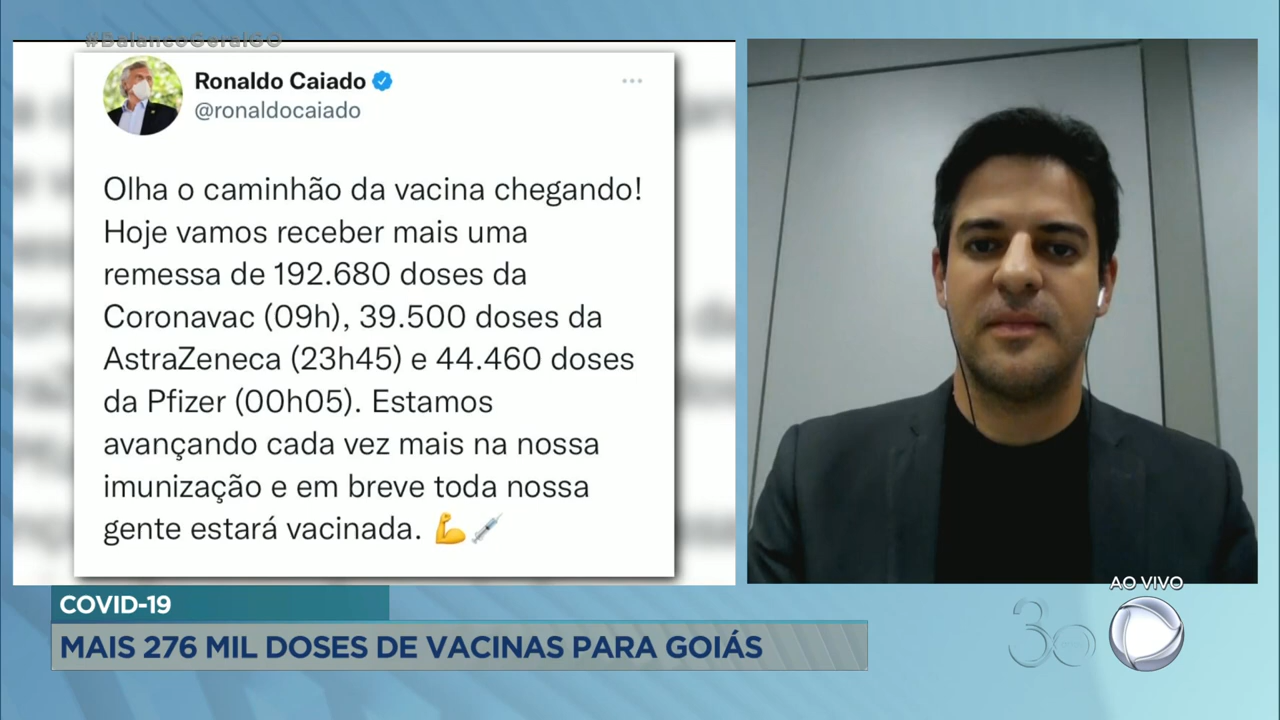 #BalancoGeralGO
Ronaldo Caiado
@ronaldocaiado
Olha o caminhão da vacina chegando!
Hoje vamos receber mais uma
remessa de 192.680 doses da
Coronavac (09h), 39.500 doses da
AstraZeneca (23h45) e 44.460 doses
da Pfizer (00h05). Estamos
avançando cada vez mais na nossa
imunização e em breve toda nossa
gente estará vacinada. 💪💉
AO VIVO
COVID-19
MAIS 276 MIL DOSES DE VACINAS PARA GOIÁS
30